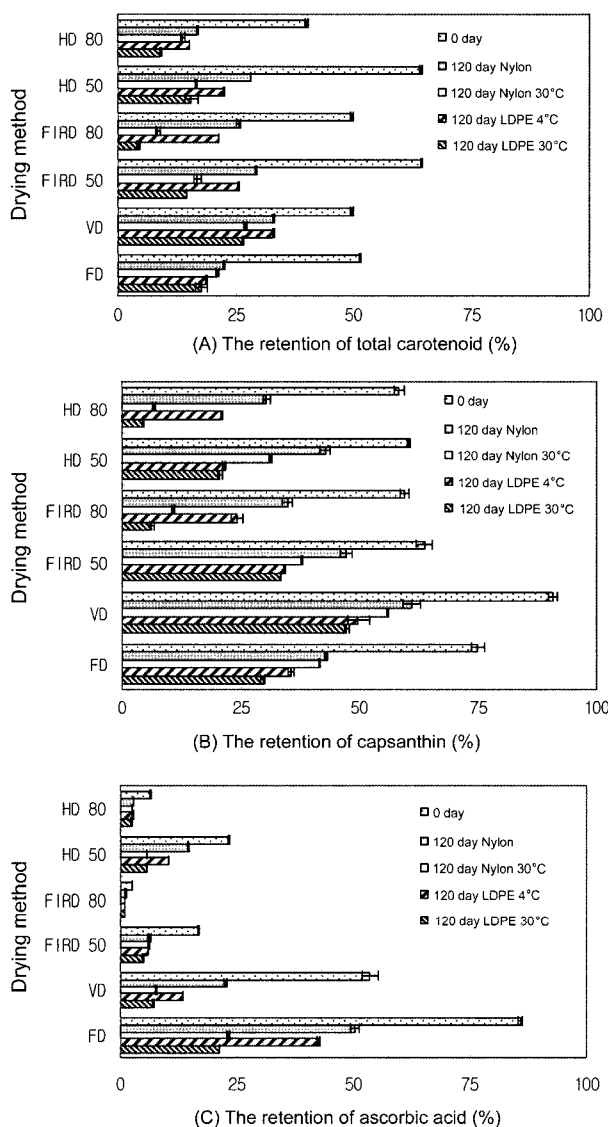 HD 80
HD 50
FIRD 80
FIRD 50
VD
FD
Drying method
0 day
120 day Nylon
120 day Nylon 30°C
120 day LDPE 4°C
120 day LDPE 30°C
0 25 50 75 100
(A) The retention of total carotenoid (%)
HD 80
HD 50
FIRD 80
FIRD 50
VD
FD
Drying method
0 day
120 day Nylon
120 day Nylon 30°C
120 day LDPE 4°C
120 day LDPE 30°C
0 25 50 75 100
(B) The retention of capsanthin (%)
HD 80
HD 50
FIRD 80
FIRD 50
VD
FD
Drying method
0 day
120 day Nylon
120 day Nylon 30°C
120 day LDPE 4°C
120 day LDPE 30°C
0 25 50 75 100
(C) The retention of ascorbic acid (%)